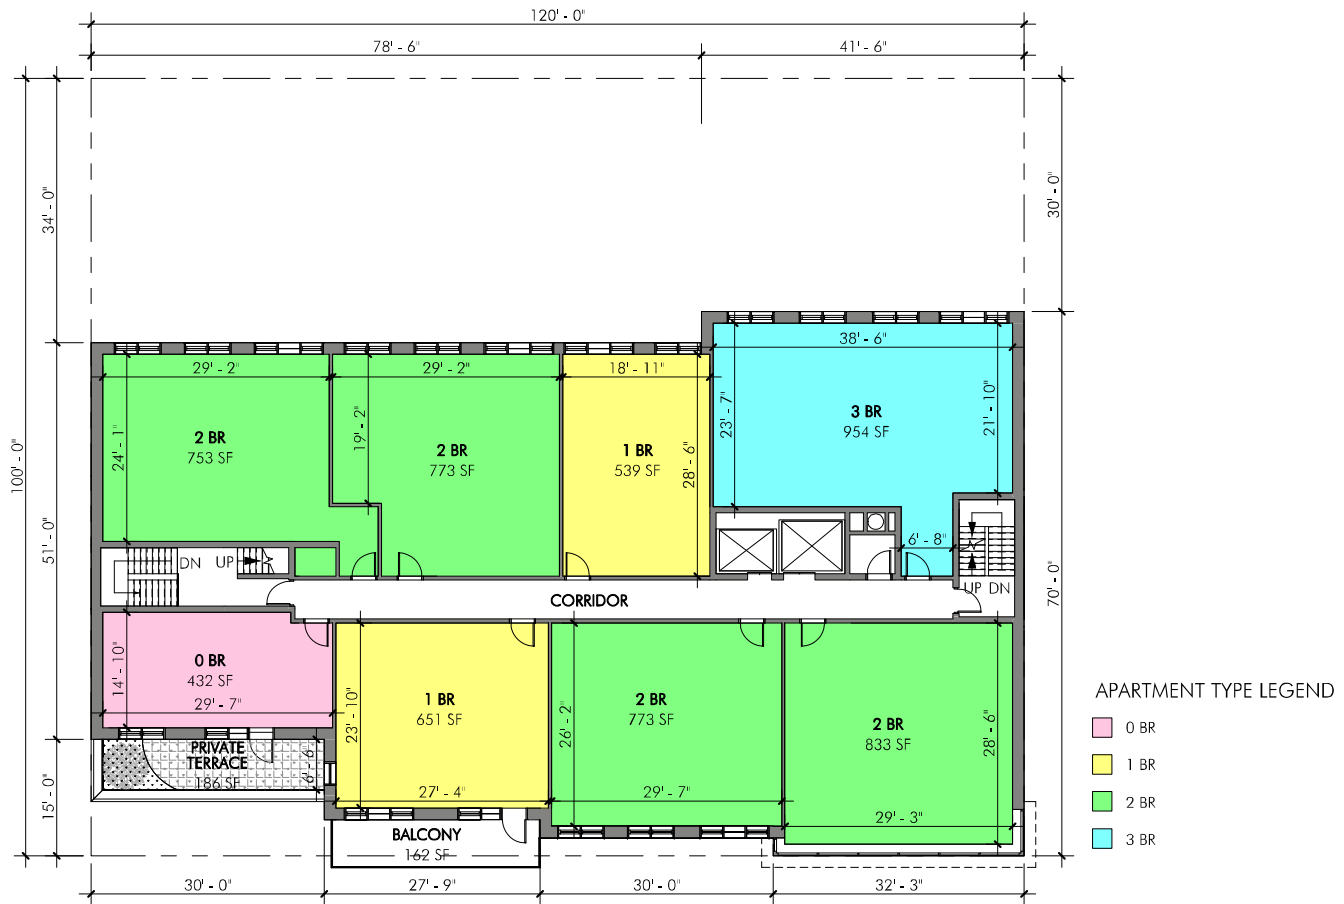 120' - 0"
78' - 6"
41' - 6"
34' - 0"
30' - 0"
100' - 0"
38' - 6"
29' - 2"
29' - 2"
18' - 11"
24' - 1"
19' - 2"
28' - 6"
23' - 7"
21' - 10"
2 BR
753 SF
2 BR
773 SF
1 BR
539 SF
3 BR
954 SF
51' - 0"
6' - 8"
DN
UP
UP
DN
70' - 0"
CORRIDOR
14' - 10"
0 BR
432 SF
29' - 7"
23' - 10"
1 BR
651 SF
27' - 4"
26' - 2"
2 BR
773 SF
29' - 7"
2 BR
833 SF
28' - 6"
29' - 3"
PRIVATE
TERRACE
186 SF
6' - 6"
15' - 0"
BALCONY
162 SF
30' - 0"
27' - 9"
30' - 0"
32' - 3"
APARTMENT TYPE LEGEND
0 BR
1 BR
2 BR
3 BR